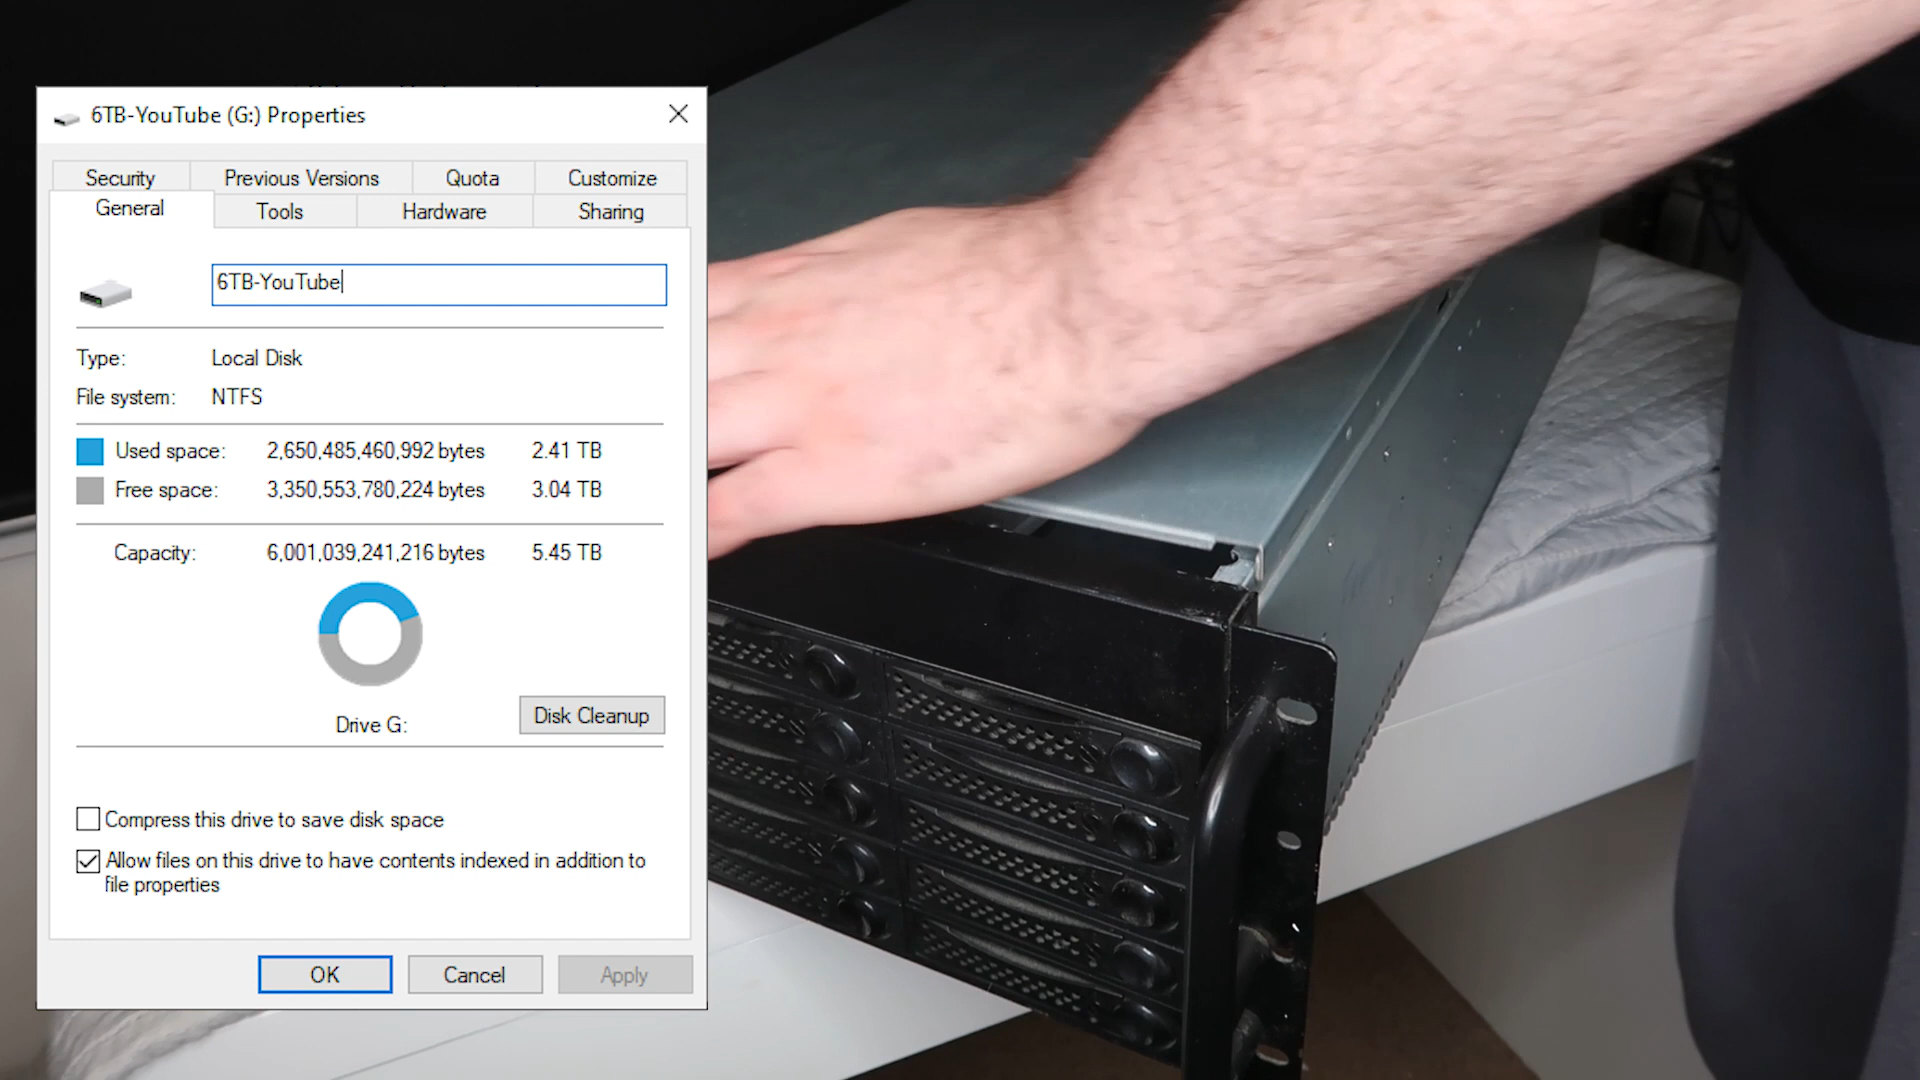 6TB-YouTube (G:) Properties
Security Previous Versions Quota Customize
General Tools Hardware Sharing
6TB-YouTube
Type: Local Disk
File system: NTFS
Used space: 2,650,485,460,992 bytes 2.41 TB
Free space: 3,350,553,780,224 bytes 3.04 TB
Capacity: 6,001,039,241,216 bytes 5.45 TB
Drive G:
Disk Cleanup
Compress this drive to save disk space
Allow files on this drive to have contents indexed in addition to
file properties
OK Cancel Apply